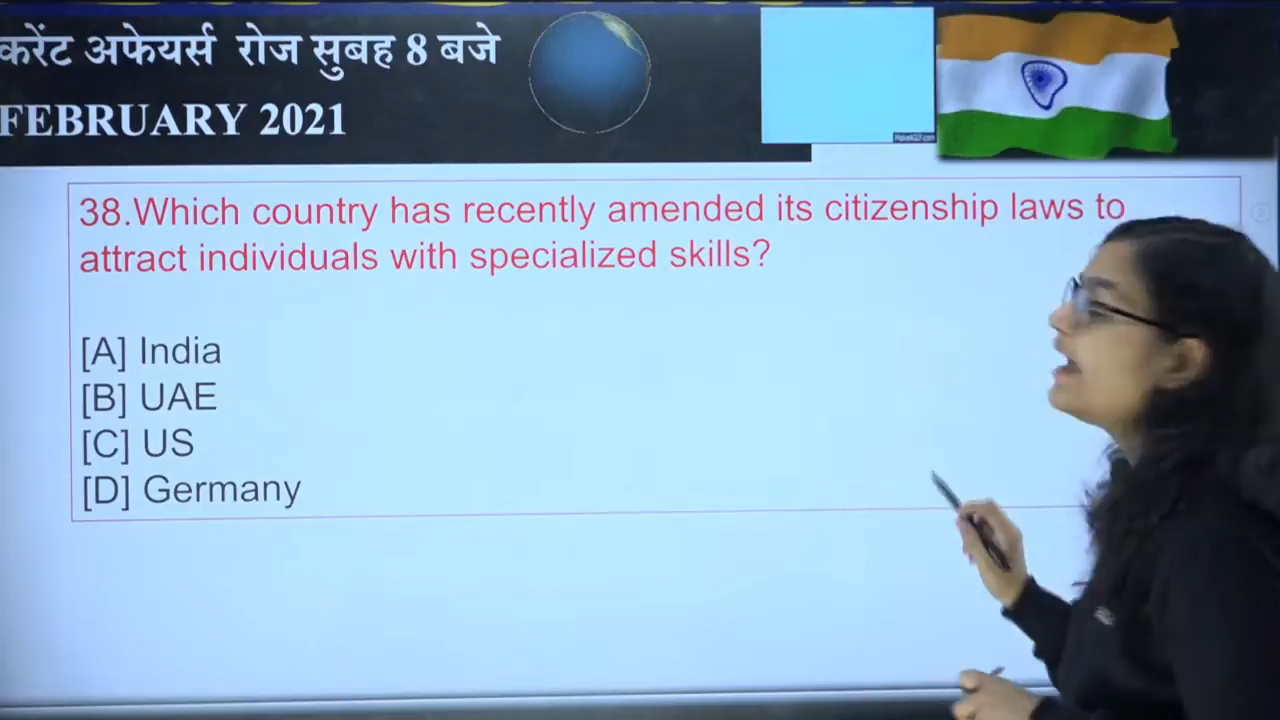 करेंट अफेयर्स रोज सुबह 8 बजे
FEBRUARY 2021
38.Which country has recently amended its citizenship laws to
attract individuals with specialized skills?
[A] India
[B] UAE
[C] US
[D] Germany